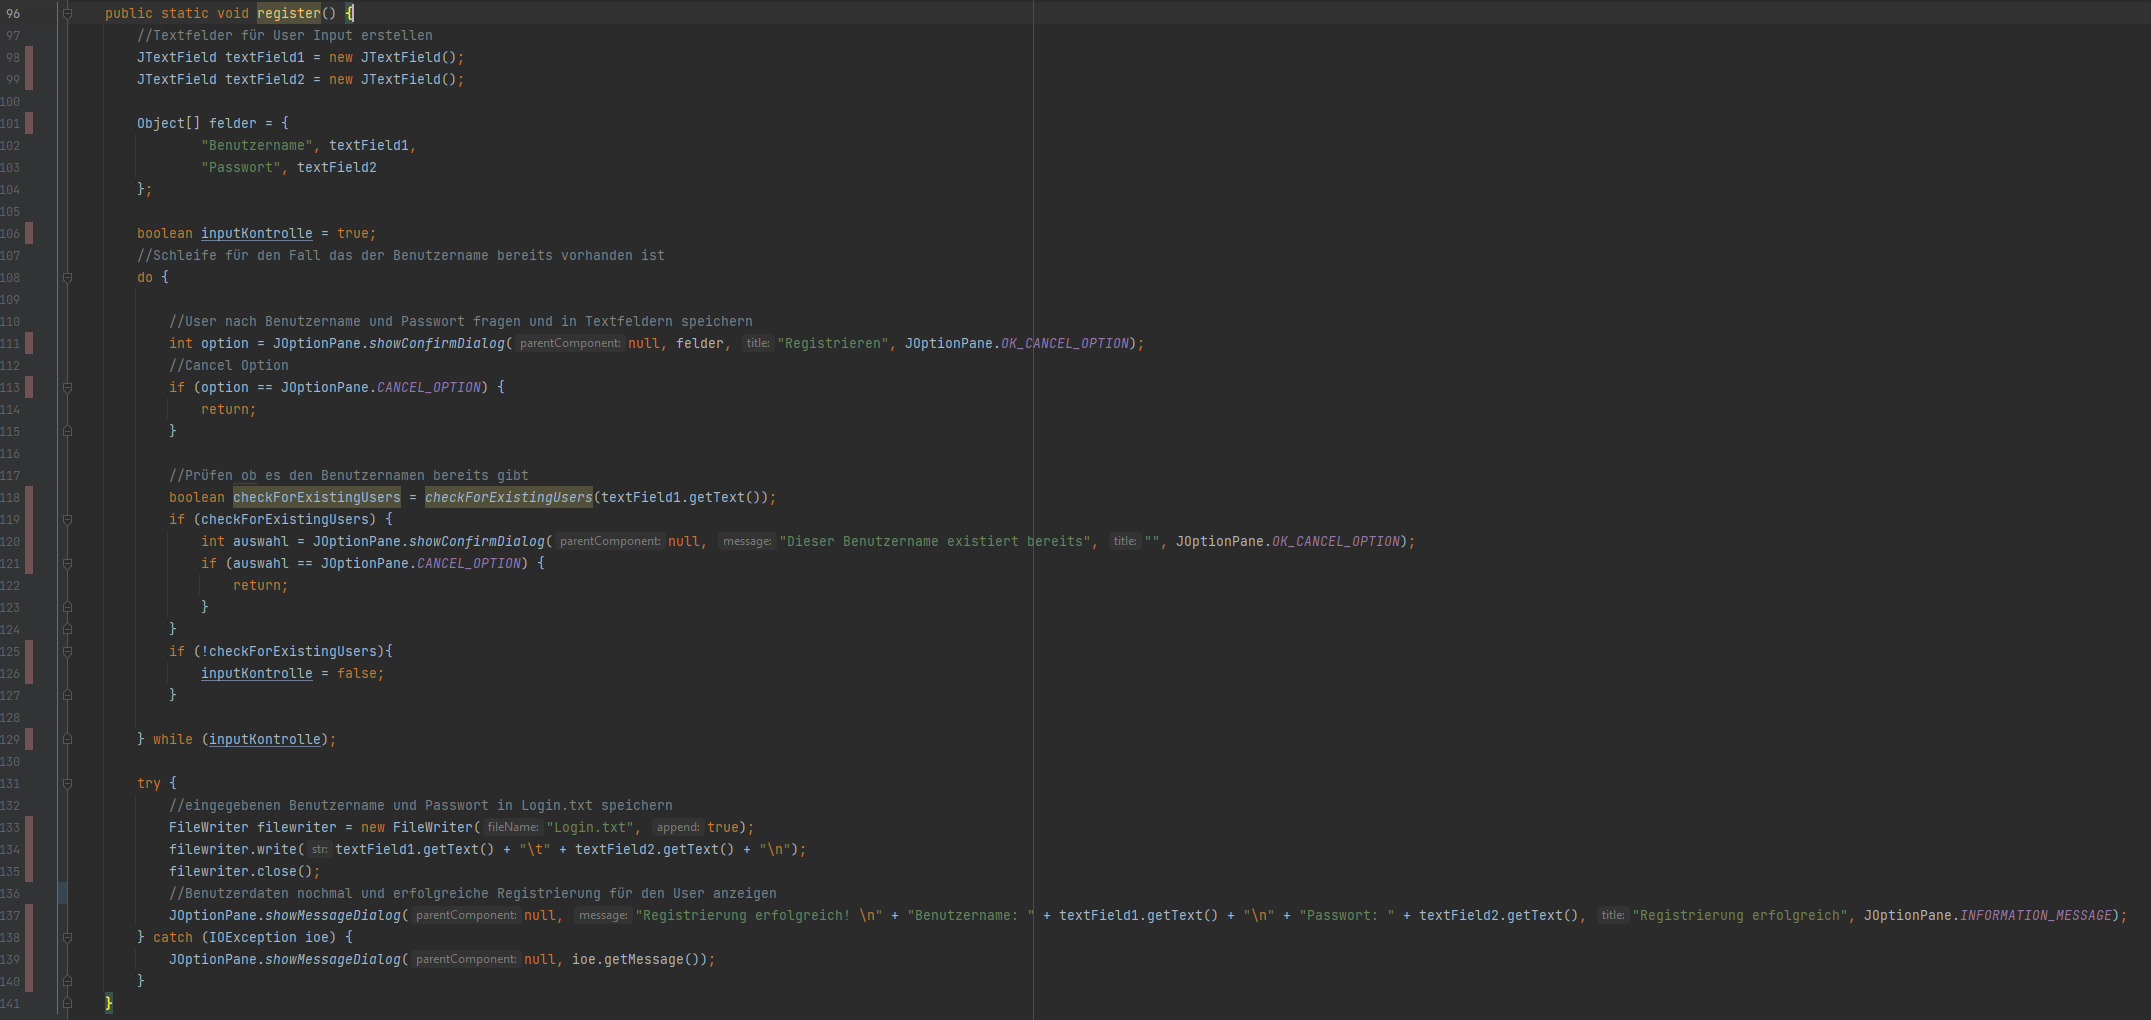 96 public static void register() {
97 //Textfelder für User Input erstellen
98 JTextField textField1 = new JTextField();
99 JTextField textField2 = new JTextField();
100
101 Object[] felder = {
102 "Benutzername", textField1,
103 "Passwort", textField2
104 };
105
106 boolean inputKontrolle = true;
107 //Schleife für den Fall das der Benutzername bereits vorhanden ist
108 do {
109
110 //User nach Benutzername und Passwort fragen und in Textfeldern speichern
111 int option = JOptionPane.showConfirmDialog( parentComponent: null, felder, title: "Registrieren", JOptionPane.OK_CANCEL_OPTION);
112 //Cancel Option
113 if (option == JOptionPane.CANCEL_OPTION) {
114 return;
115 }
116
117 //Prüfen ob es den Benutzernamen bereits gibt
118 boolean checkForExistingUsers = checkForExistingUsers(textField1.getText());
119 if (checkForExistingUsers) {
120 int auswahl = JOptionPane.showConfirmDialog( parentComponent: null, message: "Dieser Benutzername existiert bereits", title: "", JOptionPane.OK_CANCEL_OPTION);
121 if (auswahl == JOptionPane.CANCEL_OPTION) {
122 return;
123 }
124 }
125 if (!checkForExistingUsers){
126 inputKontrolle = false;
127 }
128
129 } while (inputKontrolle);
130
131 try {
132 //eingegebenen Benutzername und Passwort in Login.txt speichern
133 FileWriter filewriter = new FileWriter( fileName: "Login.txt", append: true);
134 filewriter.write( str: textField1.getText() + "\t" + textField2.getText() + "\n");
135 filewriter.close();
136 //Benutzerdaten nochmal und erfolgreiche Registrierung für den User anzeigen
137 JOptionPane.showMessageDialog( parentComponent: null, message: "Registrierung erfolgreich! \n" + "Benutzername: " + textField1.getText() + "\n" + "Passwort: " + textField2.getText(), title: "Registrierung erfolgreich", JOptionPane.INFORMATION_MESSAGE);
138 } catch (IOException ioe) {
139 JOptionPane.showMessageDialog( parentComponent: null, ioe.getMessage());
140 }
141 }